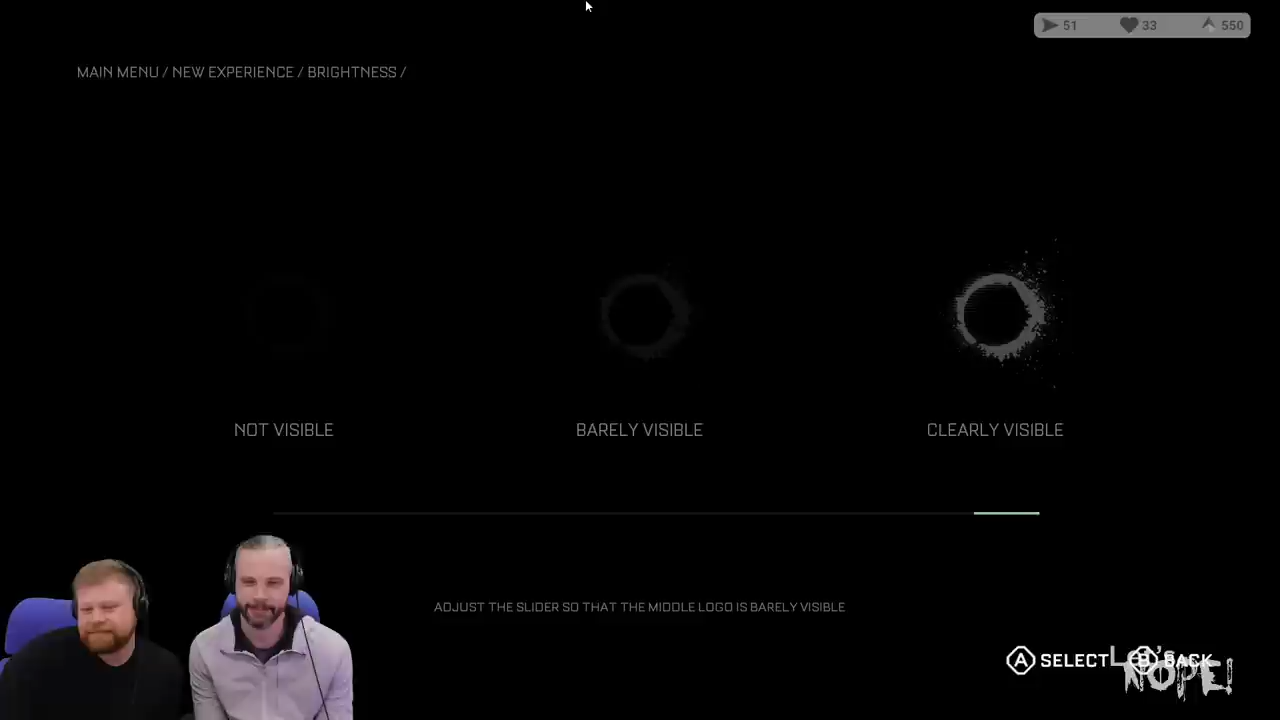 51 33 550
MAIN MENU / NEW EXPERIENCE / BRIGHTNESS /
NOT VISIBLE BARELY VISIBLE CLEARLY VISIBLE
ADJUST THE SLIDER SO THAT THE MIDDLE LOGO IS BARELY VISIBLE
A SELECT B BACK
Let's
NOPE!